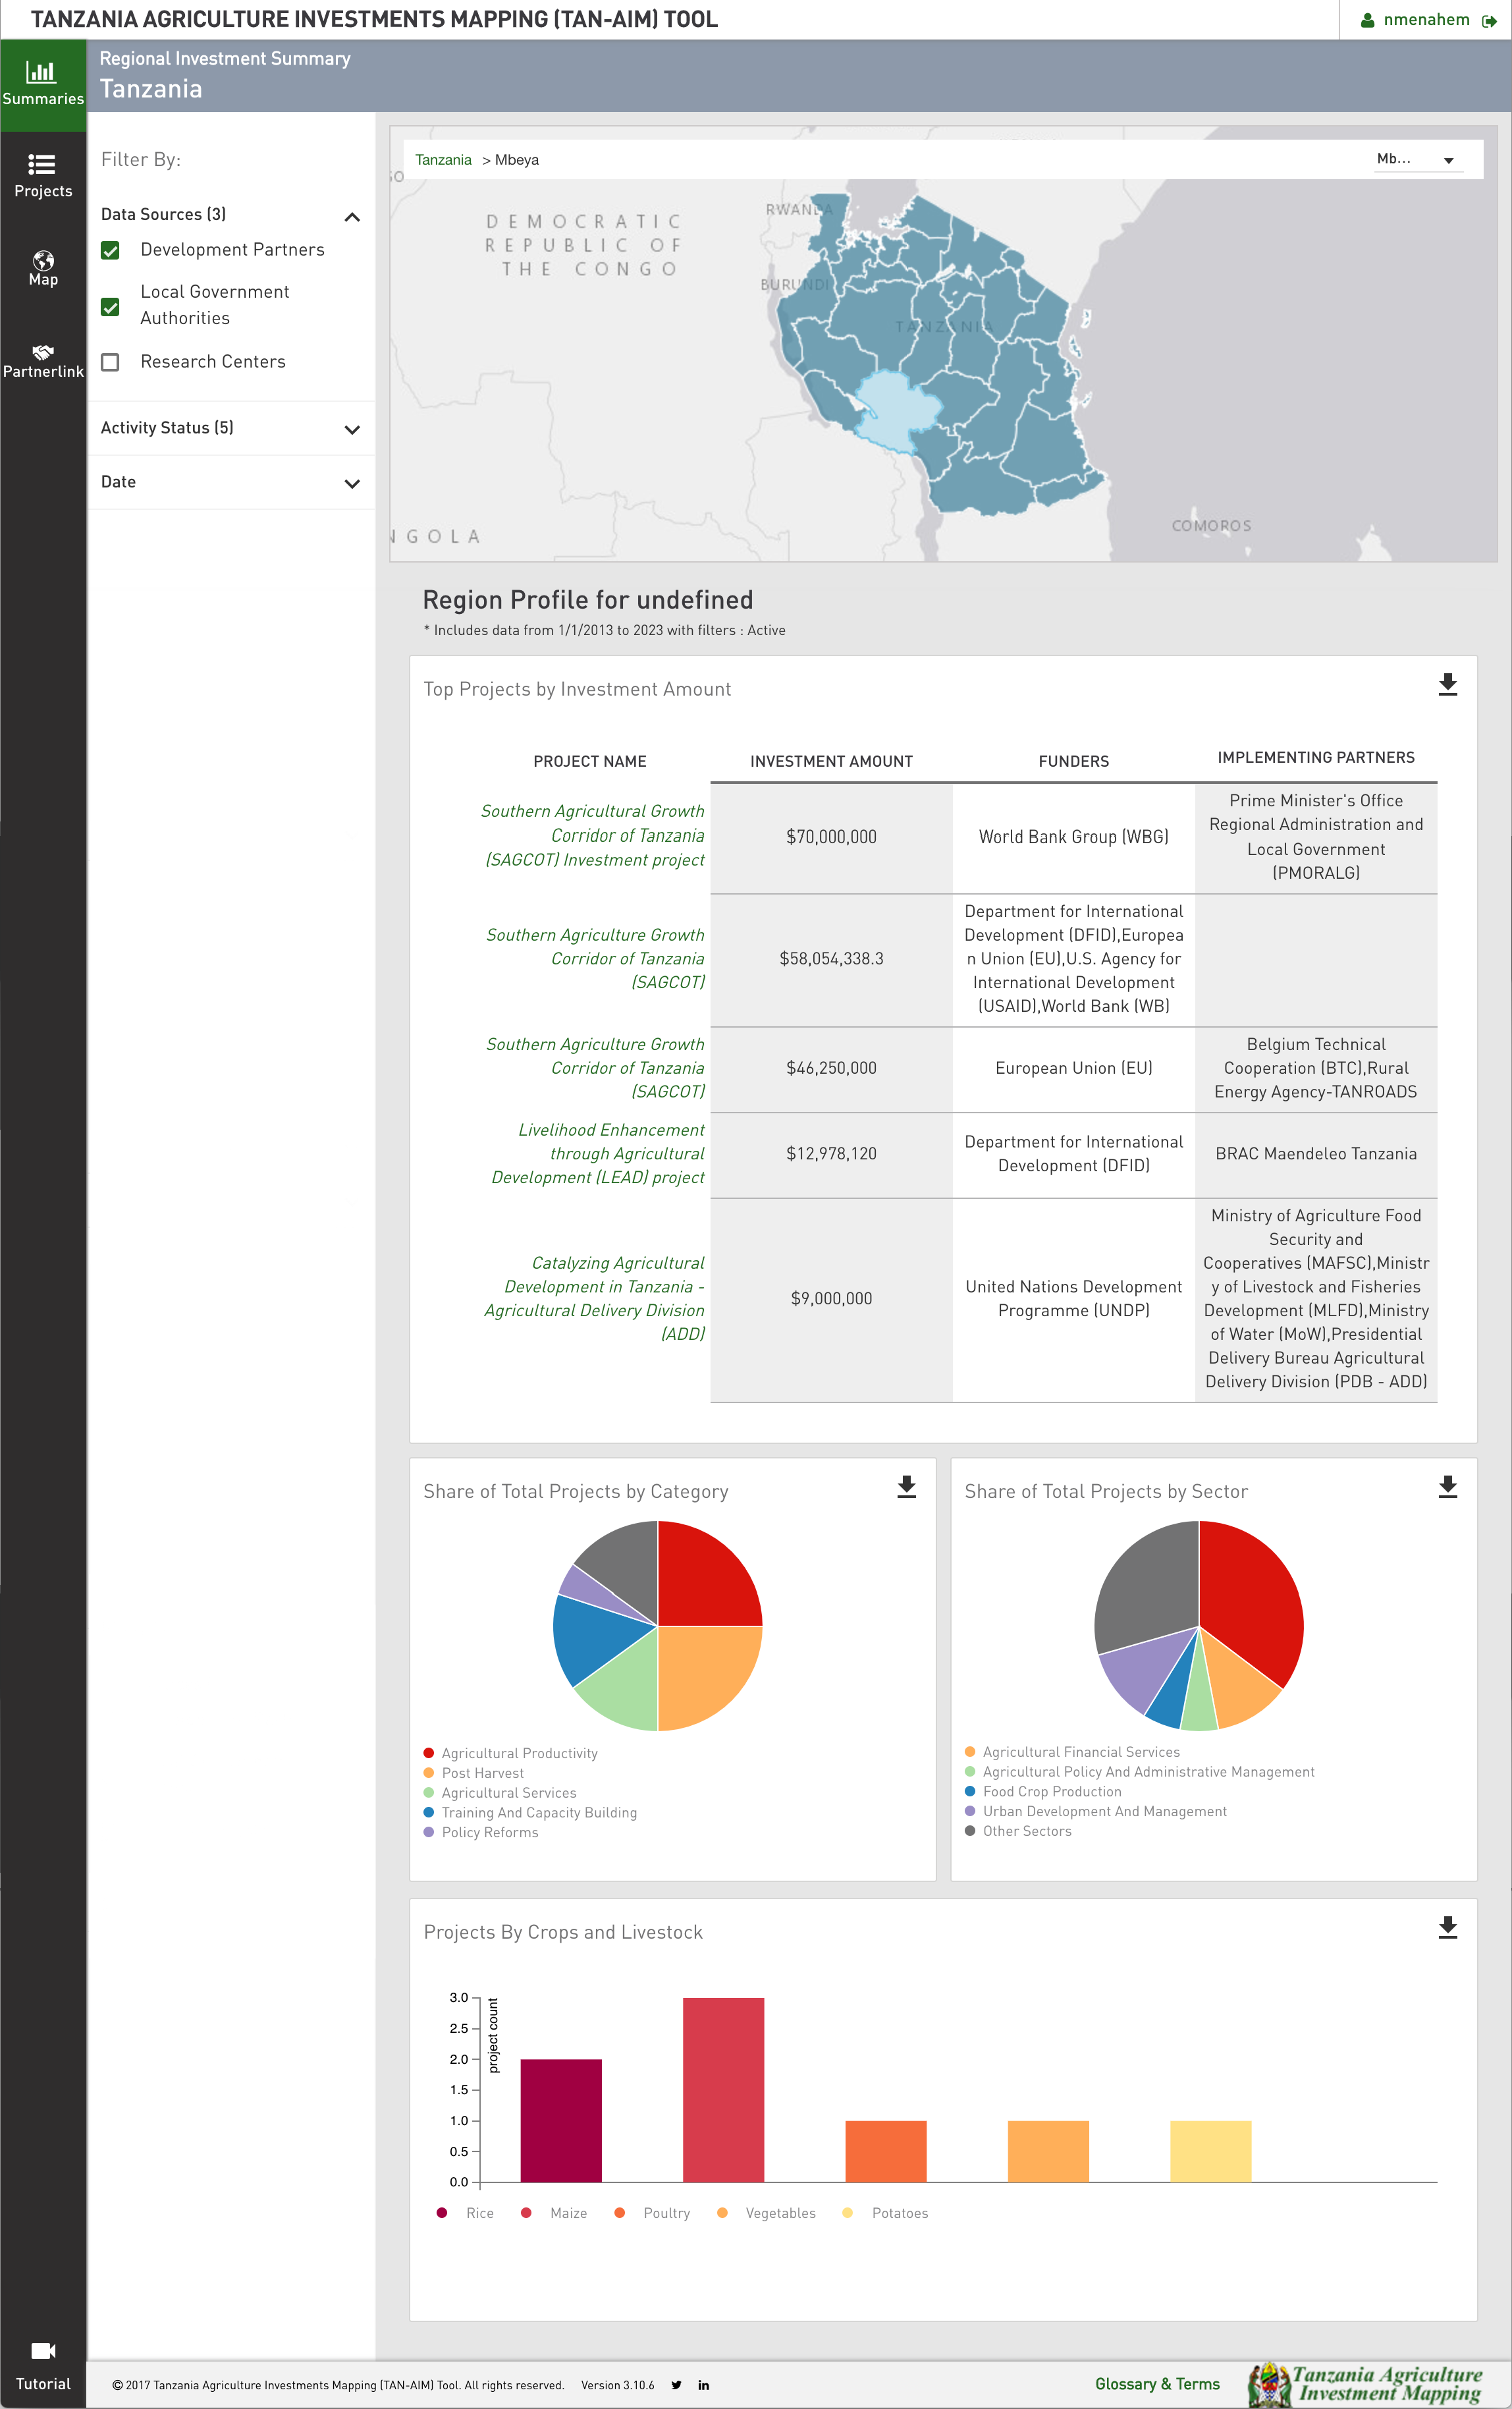 TANZANIA AGRICULTURE INVESTMENTS MAPPING (TAN-AIM) TOOL
nmenahem
Summaries
Projects
Map
Partnerlink
Tutorial
Regional Investment Summary
Tanzania
Filter By:
Data Sources (3)
Development Partners
Local Government
Authorities
Research Centers
Activity Status (5)
Date
Tanzania > Mbeya
Mb...
GO
DEMOCRATIC
REPUBLIC OF
THE CONGO
RWANDA
BURUNDI
TANZANIA
COMOROS
NGOLA
Region Profile for undefined
* Includes data from 1/1/2013 to 2023 with filters : Active
Top Projects by Investment Amount
PROJECT NAME
INVESTMENT AMOUNT
FUNDERS
IMPLEMENTING PARTNERS
Southern Agricultural Growth
Corridor of Tanzania
(SAGCOT) Investment project
$70,000,000
World Bank Group (WBG)
Prime Minister's Office
Regional Administration and
Local Government
(PMORALG)
Southern Agriculture Growth
Corridor of Tanzania
(SAGCOT)
$58,054,338.3
Department for International
Development (DFID),Europea
n Union (EU),U.S. Agency for
International Development
(USAID),World Bank (WB)
Southern Agriculture Growth
Corridor of Tanzania
(SAGCOT)
$46,250,000
European Union (EU)
Belgium Technical
Cooperation (BTC),Rural
Energy Agency-TANROADS
Livelihood Enhancement
through Agricultural
Development (LEAD) project
$12,978,120
Department for International
Development (DFID)
BRAC Maendeleo Tanzania
Catalyzing Agricultural
Development in Tanzania -
Agricultural Delivery Division
(ADD)
$9,000,000
United Nations Development
Programme (UNDP)
Ministry of Agriculture Food
Security and
Cooperatives (MAFSC),Ministr
y of Livestock and Fisheries
Development (MLFD),Ministry
of Water (MoW),Presidential
Delivery Bureau Agricultural
Delivery Division (PDB - ADD)
Share of Total Projects by Category
Agricultural Productivity
Post Harvest
Agricultural Services
Training And Capacity Building
Policy Reforms
Share of Total Projects by Sector
Agricultural Financial Services
Agricultural Policy And Administrative Management
Food Crop Production
Urban Development And Management
Other Sectors
Projects By Crops and Livestock
project count
3.0
2.5
2.0
1.5
1.0
0.5
0.0
Rice
Maize
Poultry
Vegetables
Potatoes
© 2017 Tanzania Agriculture Investments Mapping (TAN-AIM) Tool. All rights reserved. Version 3.10.6
Glossary & Terms
Tanzania Agriculture
Investment Mapping